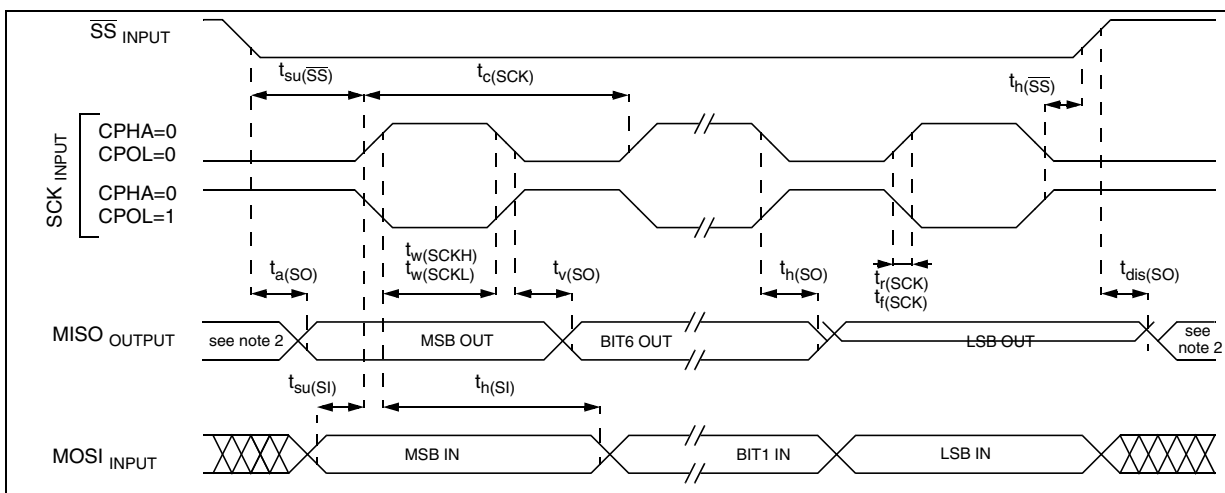 SS INPUT
tsu(SS)
tc(SCK)
th(SS)
SCK INPUT
CPHA=0
CPOL=0
CPHA=0
CPOL=1
ta(SO)
tw(SCKH)
tw(SCKL)
tv(SO)
th(SO)
tr(SCK)
tf(SCK)
tdis(SO)
MISO OUTPUT
see note 2
MSB OUT
BIT6 OUT
LSB OUT
see
note 2
tsu(SI)
th(SI)
MOSI INPUT
MSB IN
BIT1 IN
LSB IN